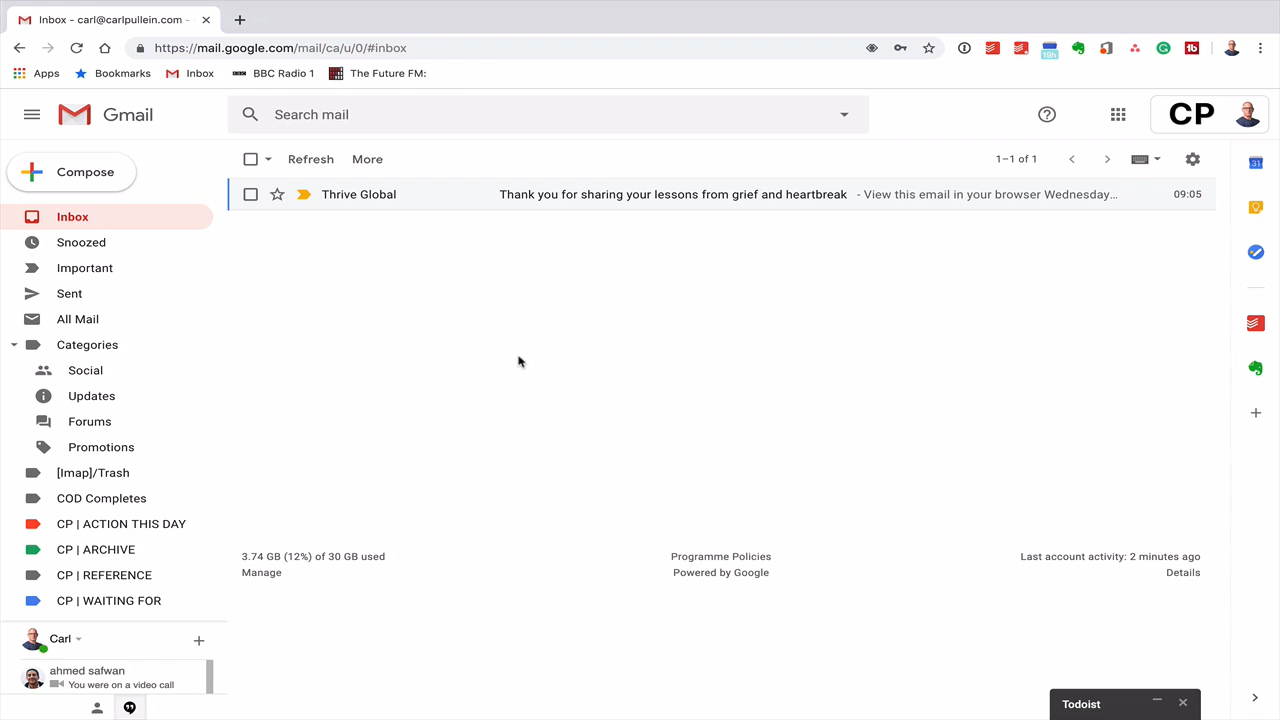 Inbox - carl@carlpullein.com -
https://mail.google.com/mail/ca/u/0/#inbox
19h
Apps
Bookmarks
Inbox
BBC Radio 1
The Future FM:
Gmail
Search mail
CP
Compose
Refresh
More
1–1 of 1
Thrive Global
Thank you for sharing your lessons from grief and heartbreak - View this email in your browser Wednesday…
09:05
Inbox
Snoozed
Important
Sent
All Mail
Categories
Social
Updates
Forums
Promotions
[Imap]/Trash
COD Completes
CP | ACTION THIS DAY
CP | ARCHIVE
CP | REFERENCE
CP | WAITING FOR
3.74 GB (12%) of 30 GB used
Manage
Programme Policies
Powered by Google
Last account activity: 2 minutes ago
Details
31
Carl
ahmed safwan
You were on a video call
Todoist